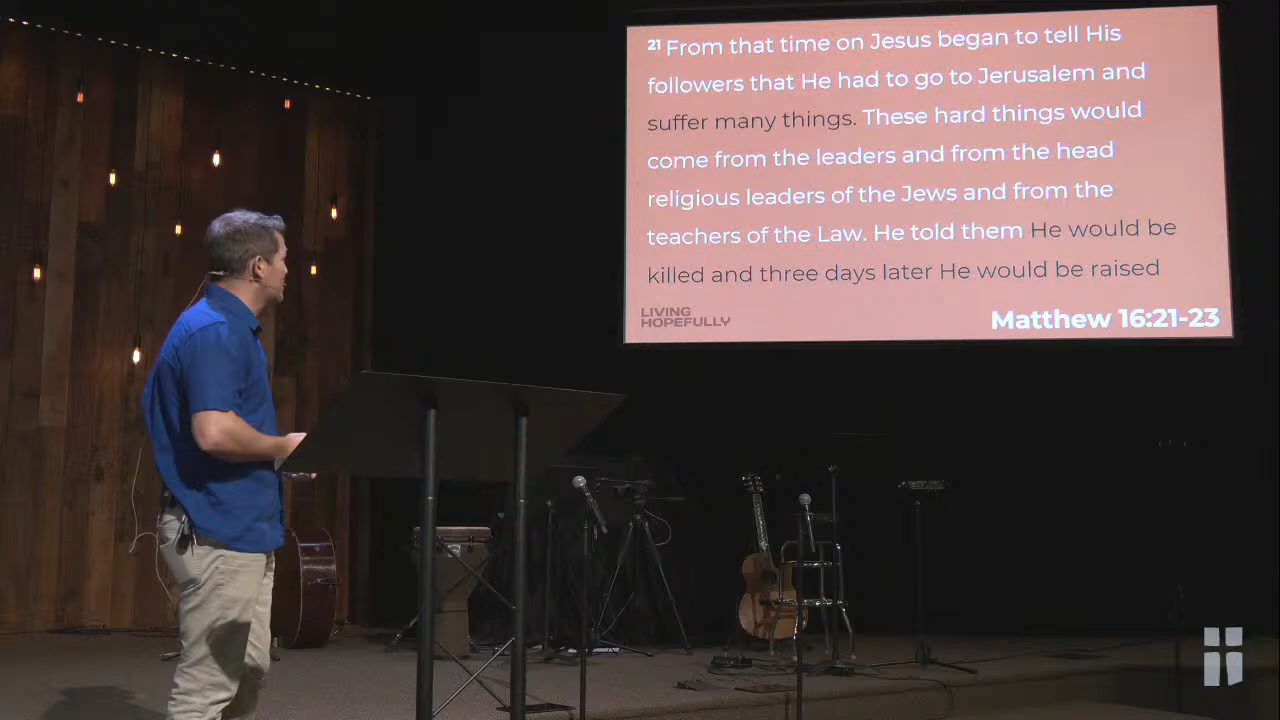 21 From that time on Jesus began to tell His
followers that He had to go to Jerusalem and
suffer many things. These hard things would
come from the leaders and from the head
religious leaders of the Jews and from the
teachers of the Law. He told them He would be
killed and three days later He would be raised
LIVING
HOPEFULLY
Matthew 16:21-23